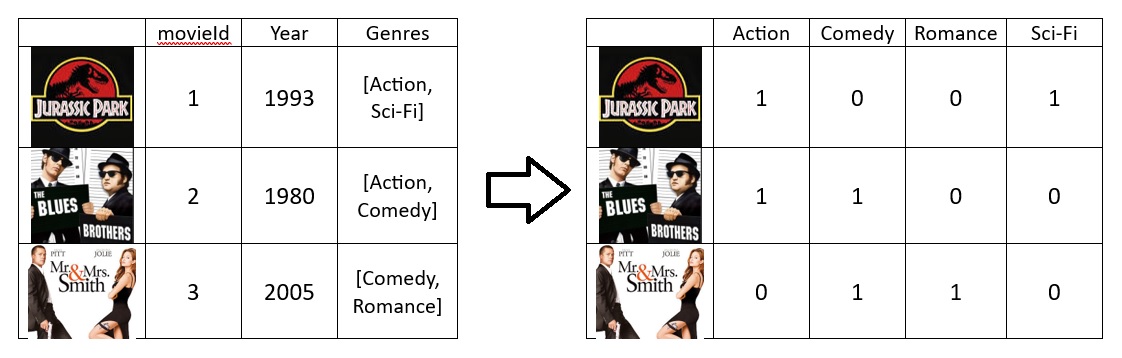 movieId Year Genres
JURASSIC PARK 1 1993 [Action,
Sci-Fi]
THE
BLUES
BROTHERS 2 1980 [Action,
Comedy]
PITT JOLIE
Mr.&Mrs.
Smith 3 2005 [Comedy,
Romance]
Action Comedy Romance Sci-Fi
JURASSIC PARK 1 0 0 1
THE
BLUES
BROTHERS 1 1 0 0
PITT JOLIE
Mr.&Mrs.
Smith 0 1 1 0